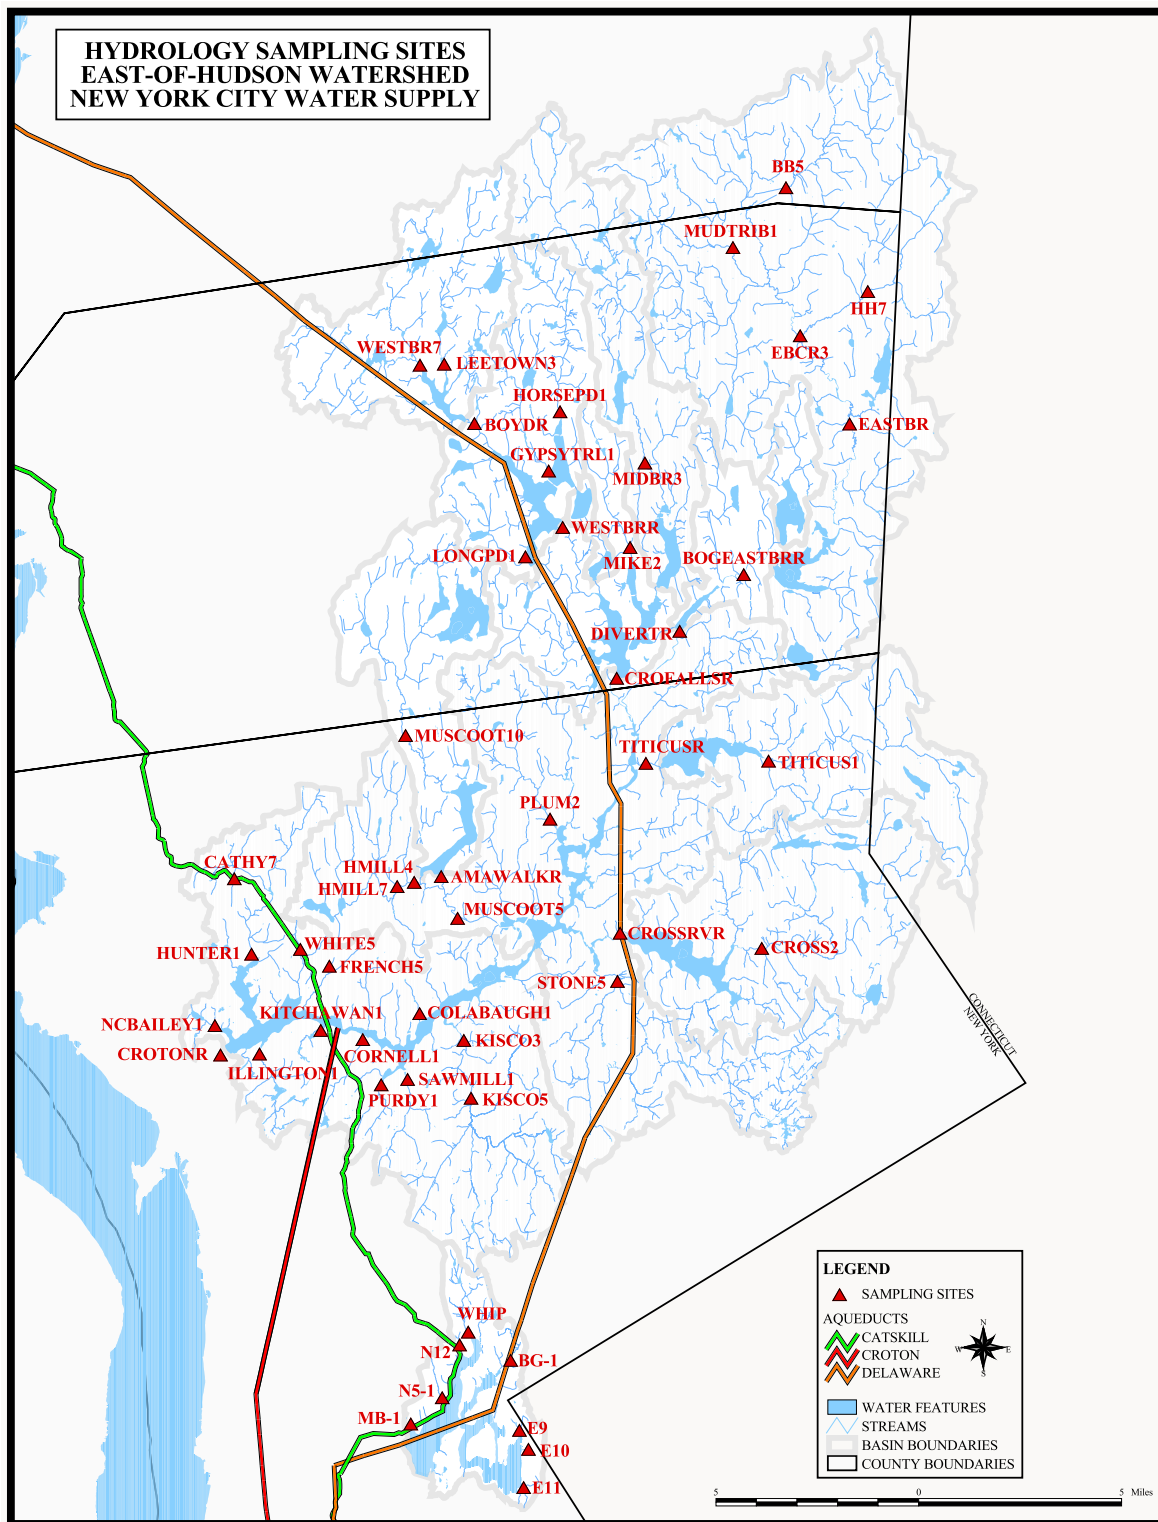 HYDROLOGY SAMPLING SITES
EAST-OF-HUDSON WATERSHED
NEW YORK CITY WATER SUPPLY
BB5
MUDTRIB1
HH7
EBCR3
WESTBR7
LEETOWN3
HORSEPD1
BOYDR
EASTBR
GYPSYTRL1
MIDBR3
WESTBRR
LONGPD1
MIKE2
BOGEASTBRR
DIVERTR
CROFALLSR
MUSCOOT10
TITICUSR
TITICUS1
PLUM2
CATHY7
HMILL4
AMAWALKR
HMILL7
MUSCOOT5
CROSSRVR
WHITE5
CROSS2
HUNTER1
FRENCH5
STONE5
KITCHAWAN1
COLABAUGH1
NCBAILEY1
KISCO3
CROTONR
CORNELL1
ILLINGTON1
SAWMILL1
PURDY1
KISCO5
CONNECTICUT
NEW YORK
WHIP
N12
BG-1
N5-1
MB-1
E9
E10
E11
LEGEND
SAMPLING SITES
AQUEDUCTS
CATSKILL
CROTON
DELAWARE
N
W
E
S
WATER FEATURES
STREAMS
BASIN BOUNDARIES
COUNTY BOUNDARIES
5 0 5 Miles